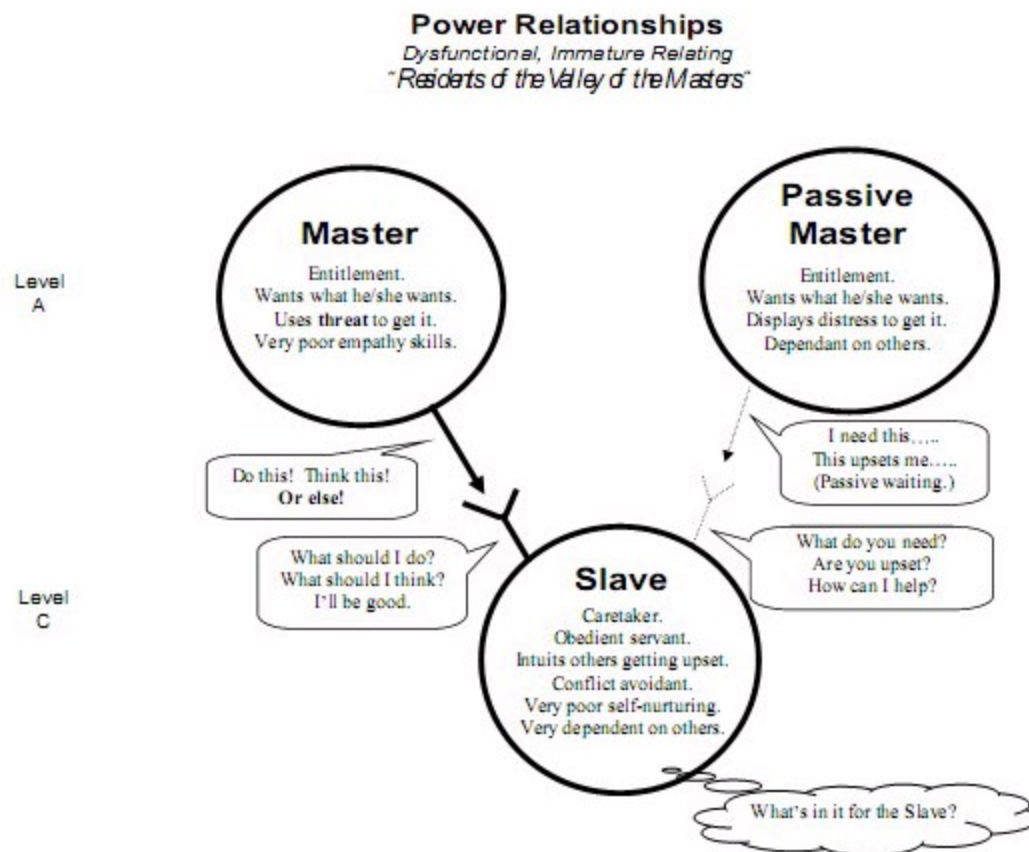 Power Relationships
Dysfunctional, Immature Relating
"Residents of the Valley of the Masters"
Level
A
Master
Entitlement.
Wants what he/she wants.
Uses threat to get it.
Very poor empathy skills.
Passive
Master
Entitlement.
Wants what he/she wants.
Displays distress to get it.
Dependant on others.
Do this! Think this!
Or else!
I need this…..
This upsets me…..
(Passive waiting.)
What should I do?
What should I think?
I'll be good.
What do you need?
Are you upset?
How can I help?
Level
C
Slave
Caretaker.
Obedient servant.
Intuits others getting upset.
Conflict avoidant.
Very poor self-nurturing.
Very dependent on others.
What's in it for the Slave?